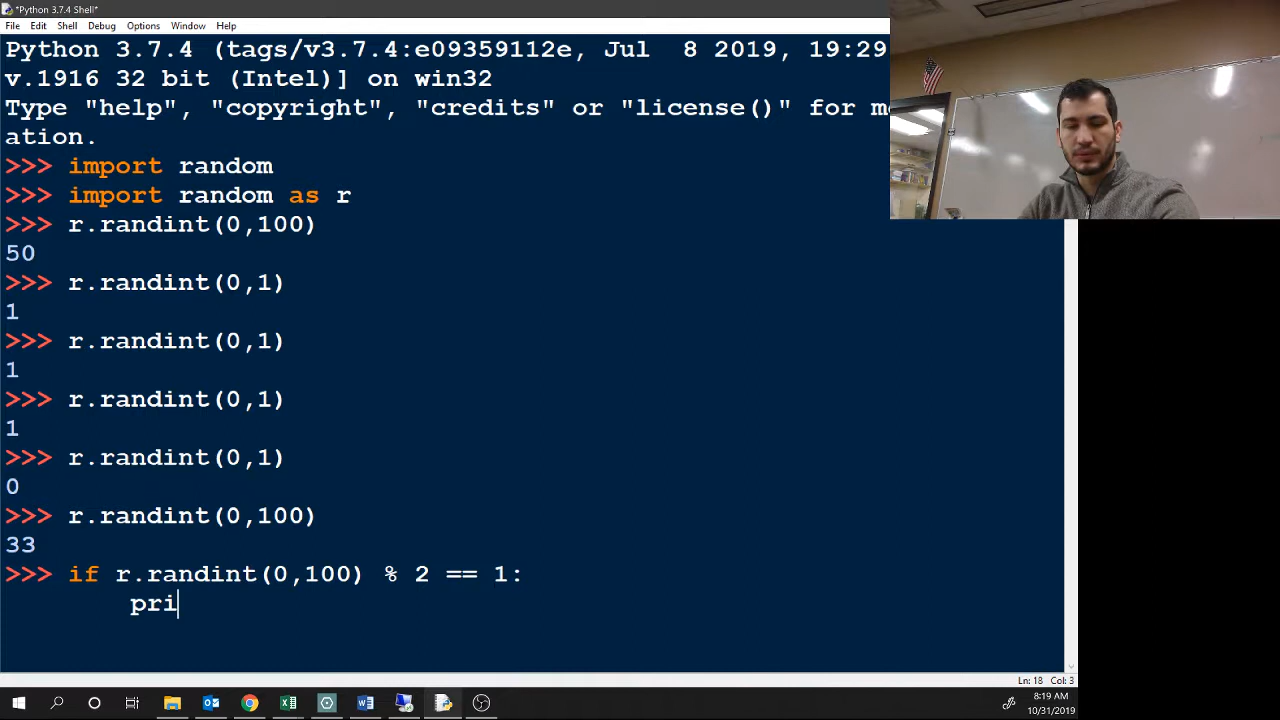 *Python 3.7.4 Shell*
File Edit Shell Debug Options Window Help
Python 3.7.4 (tags/v3.7.4:e09359112e, Jul 8 2019, 19:29
v.1916 32 bit (Intel)] on win32
Type "help", "copyright", "credits" or "license()" for m
ation.
>>> import random
>>> import random as r
>>> r.randint(0,100)
50
>>> r.randint(0,1)
1
>>> r.randint(0,1)
1
>>> r.randint(0,1)
1
>>> r.randint(0,1)
0
>>> r.randint(0,100)
33
>>> if r.randint(0,100) % 2 == 1:
pri
Ln: 18 Col: 3
8:19 AM
10/31/2019